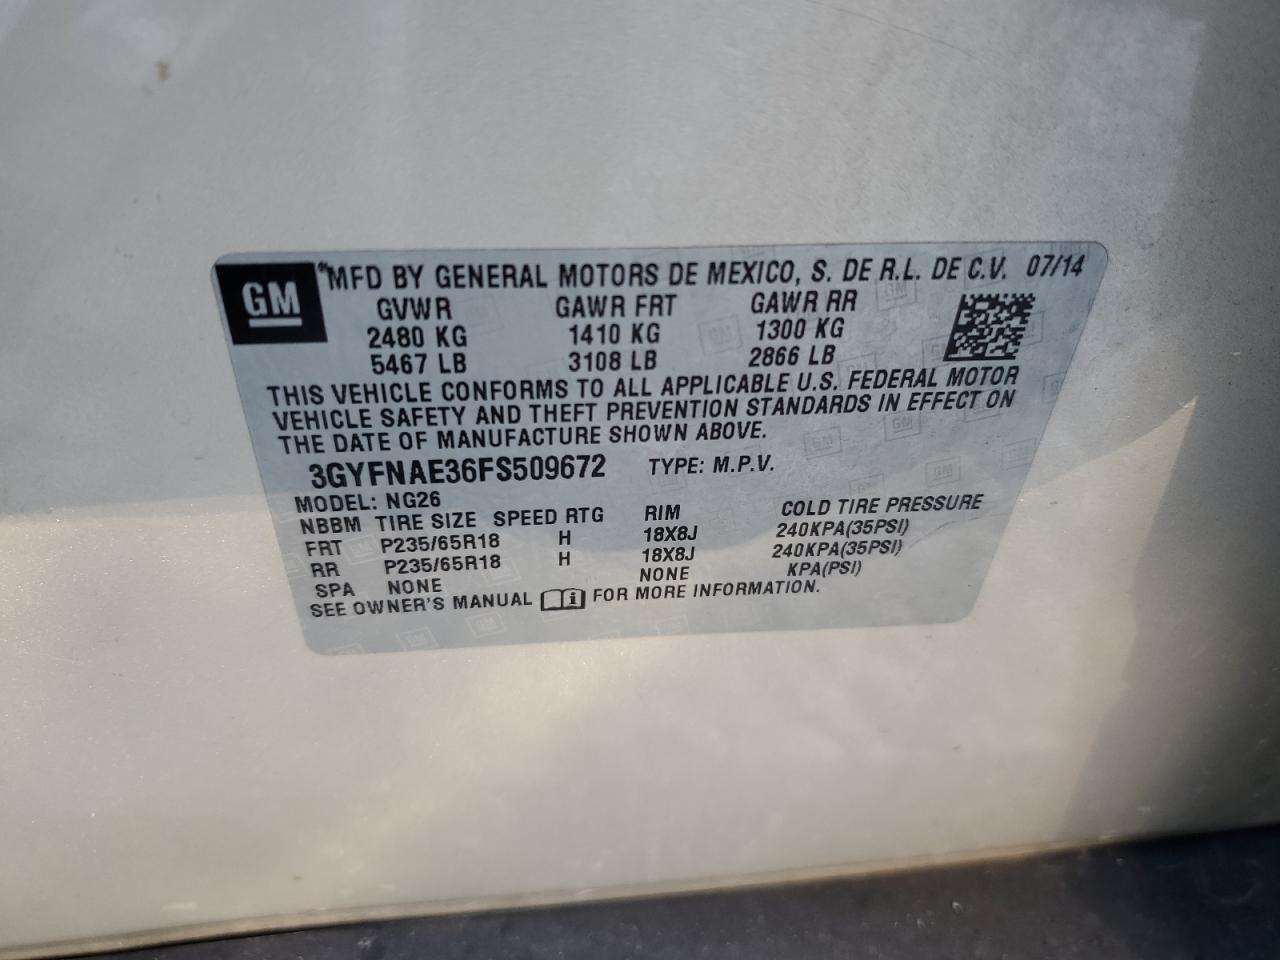 GM "MFD BY GENERAL MOTORS DE MEXICO, S. DE R.L. DE C.V. 07/14
GVWR GAWR FRT GAWR RR
2480 KG 1410 KG 1300 KG
5467 LB 3108 LB 2866 LB
THIS VEHICLE CONFORMS TO ALL APPLICABLE U.S. FEDERAL MOTOR
VEHICLE SAFETY AND THEFT PREVENTION STANDARDS IN EFFECT ON
THE DATE OF MANUFACTURE SHOWN ABOVE.
3GYFNAE36FS509672 TYPE: M.P.V.
MODEL: NG26
NBBM TIRE SIZE SPEED RTG RIM COLD TIRE PRESSURE
FRT P235/65R18 H 18X8J 240KPA(35PSI)
RR P235/65R18 H 18X8J 240KPA(35PSI)
SPA NONE NONE KPA(PSI)
SEE OWNER'S MANUAL i FOR MORE INFORMATION.